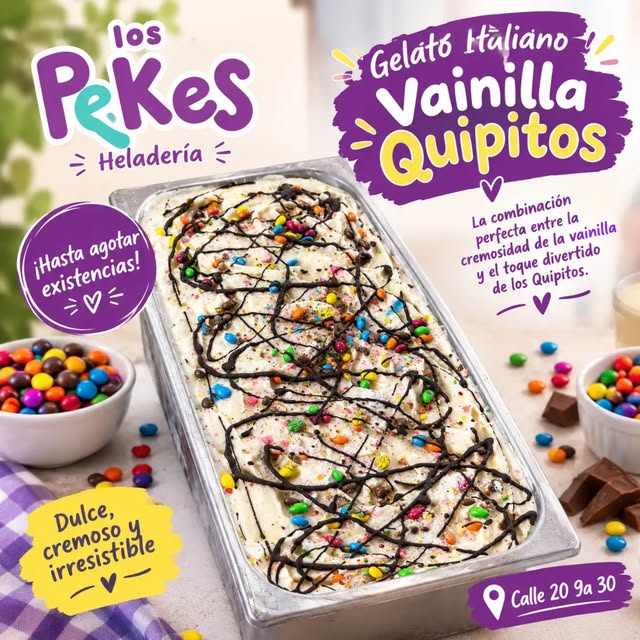 los
PeKes
Heladería
Gelato Italiano
Vainilla
Quipitos
La combinación
perfecta entre la
cremosidad de la vainilla
y el toque divertido
de los Quipitos.
¡Hasta agotar
existencias!
Dulce,
cremoso y
irresistible
Calle 20 9a 30